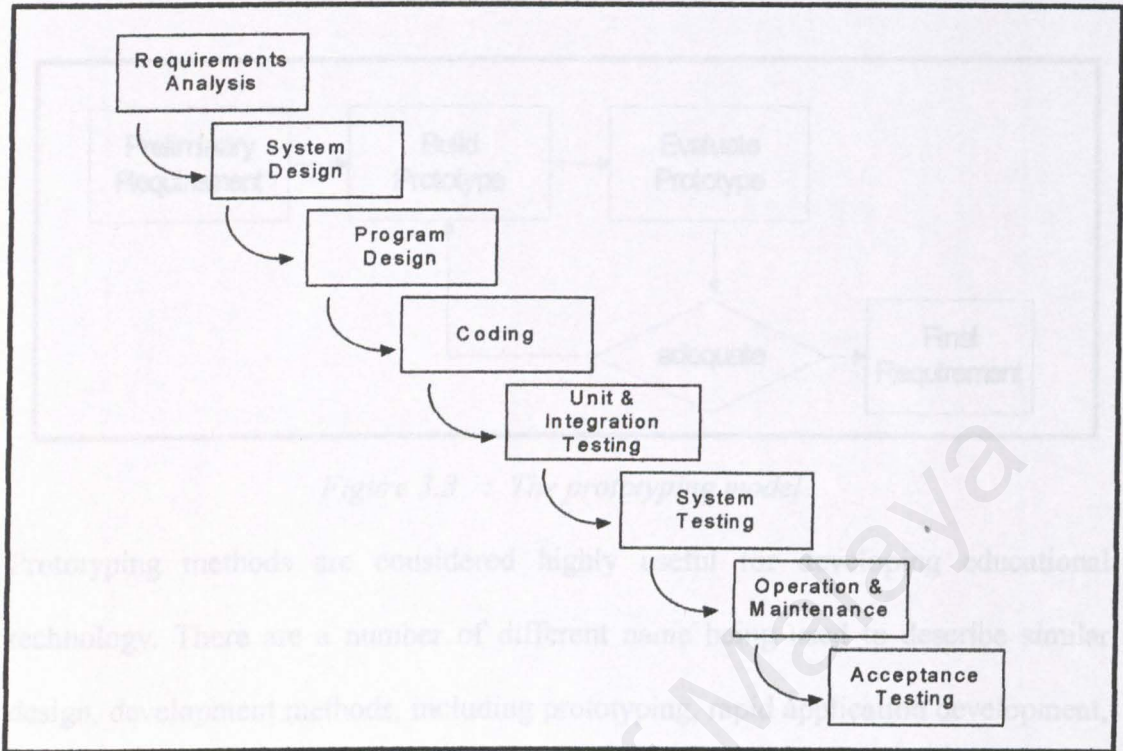 Requirements
Analysis
System
Design
Program
Design
Coding
Unit &
Integration
Testing
System
Testing
Operation &
Maintenance
Acceptance
Testing
Preliminary
Requirement
Build
Prototype
Evaluate
Prototype
adequate
Final
Requirement
Figure 3.8 : The prototyping model
Prototyping methods are considered highly useful for developing educational
technology. There are a number of different name being used to describe similar
design, development methods, including prototyping, rapid application development,
of Malaya